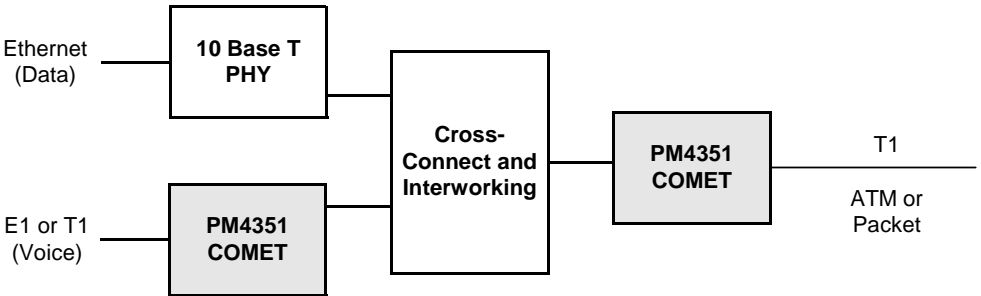 Ethernet
(Data)
10 Base T
PHY
E1 or T1
(Voice)
PM4351
COMET
Cross-
Connect and
Interworking
PM4351
COMET
T1
ATM or
Packet